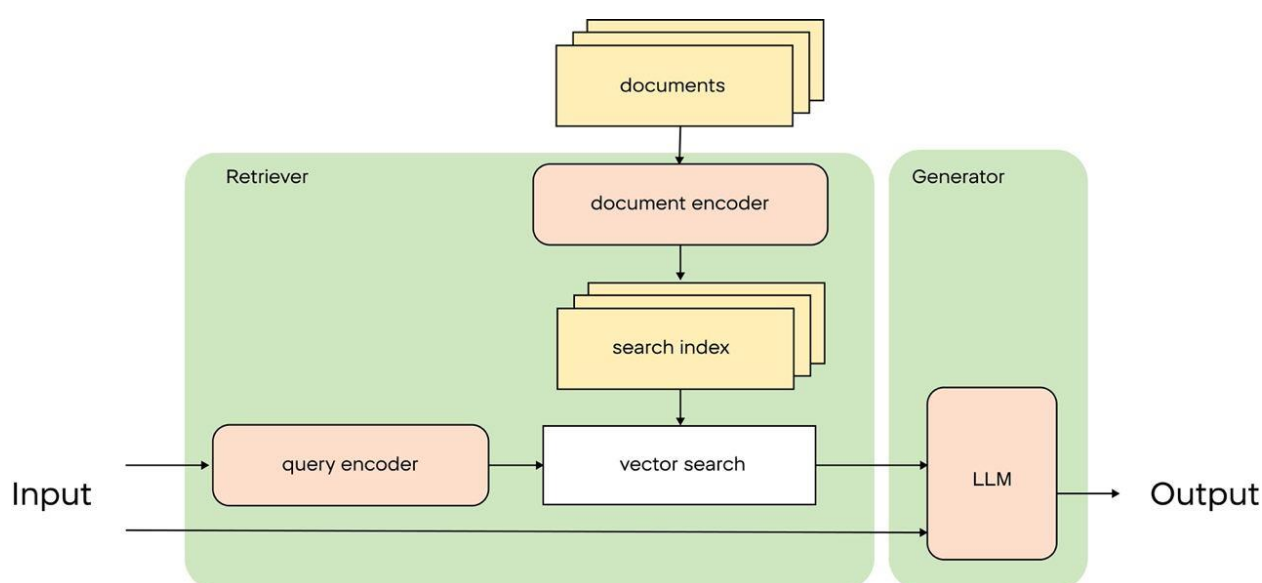 documents
Retriever
Generator
document encoder
search index
query encoder
vector search
LLM
Input
Output